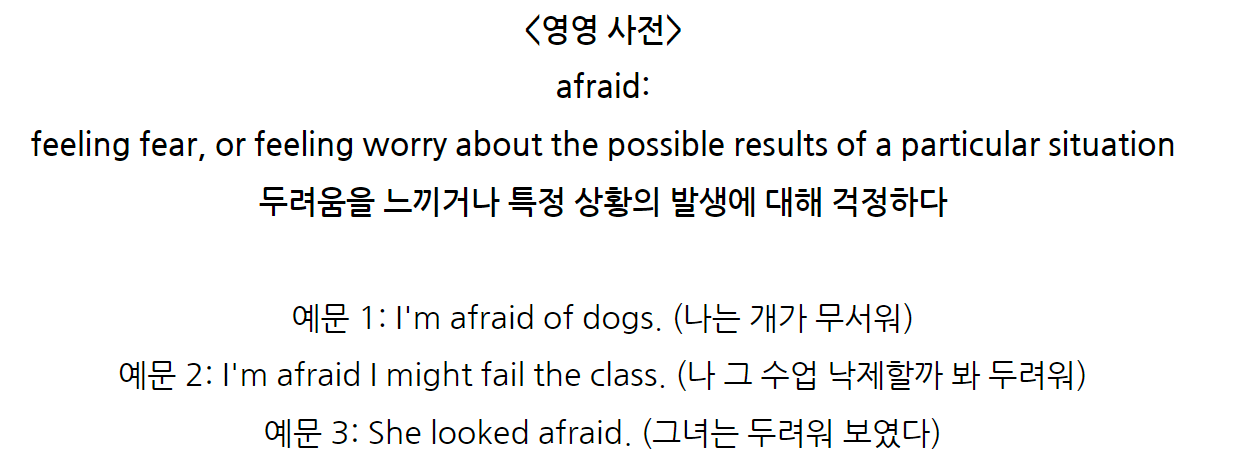 <영영 사전>
afraid:
feeling fear, or feeling worry about the possible results of a particular situation
두려움을 느끼거나 특정 상황의 발생에 대해 걱정하다
예문 1: I'm afraid of dogs. (나는 개가 무서워)
예문 2: I'm afraid I might fail the class. (나 그 수업 낙제할까 봐 두려워)
예문 3: She looked afraid. (그녀는 두려워 보였다)